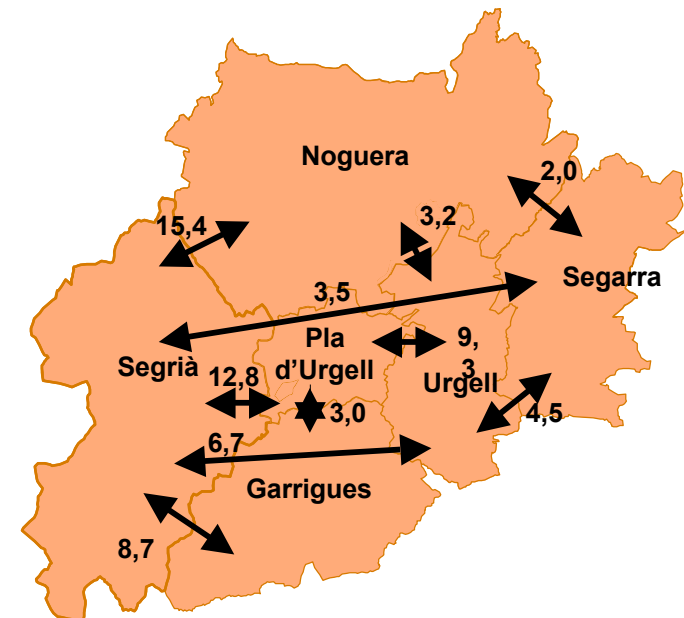 Noguera
2,0
3,2
15,4
Segarra
3,5
Pla
d'Urgell
9,
3
Segrià
12,8
Urgell
3,0
4,5
6,7
Garrigues
8,7